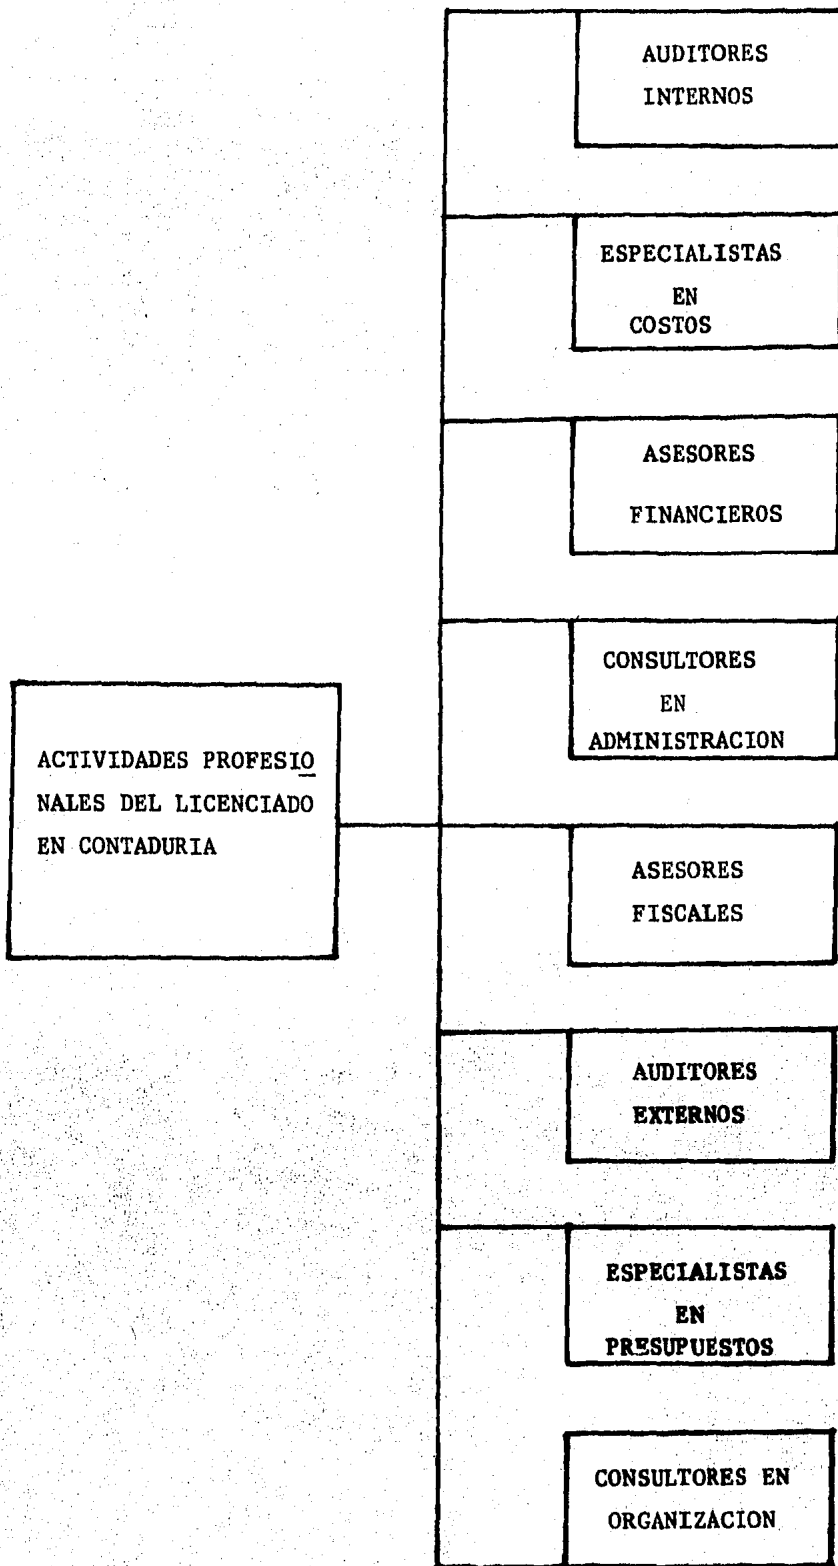 AUDITORES
INTERNOS
ESPECIALISTAS
EN
COSTOS
ASESORES
FINANCIEROS
CONSULTORES
EN
ADMINISTRACION
ACTIVIDADES PROFESIO
NALES DEL LICENCIADO
EN CONTADURIA
ASESORES
FISCALES
AUDITORES
EXTERNOS
ESPECIALISTAS
EN
PRESUPUESTOS
CONSULTORES EN
ORGANIZACION